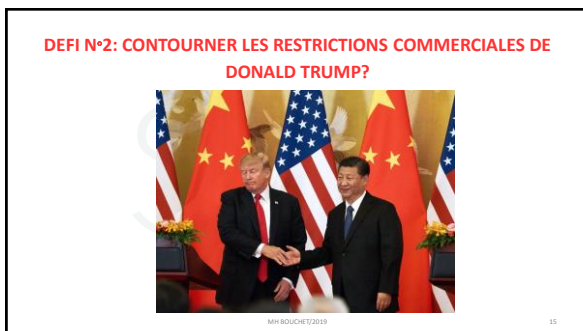 DEFI N°2: CONTOURNER LES RESTRICTIONS COMMERCIALES DE
DONALD TRUMP?
MH BOUCHET/2019
15